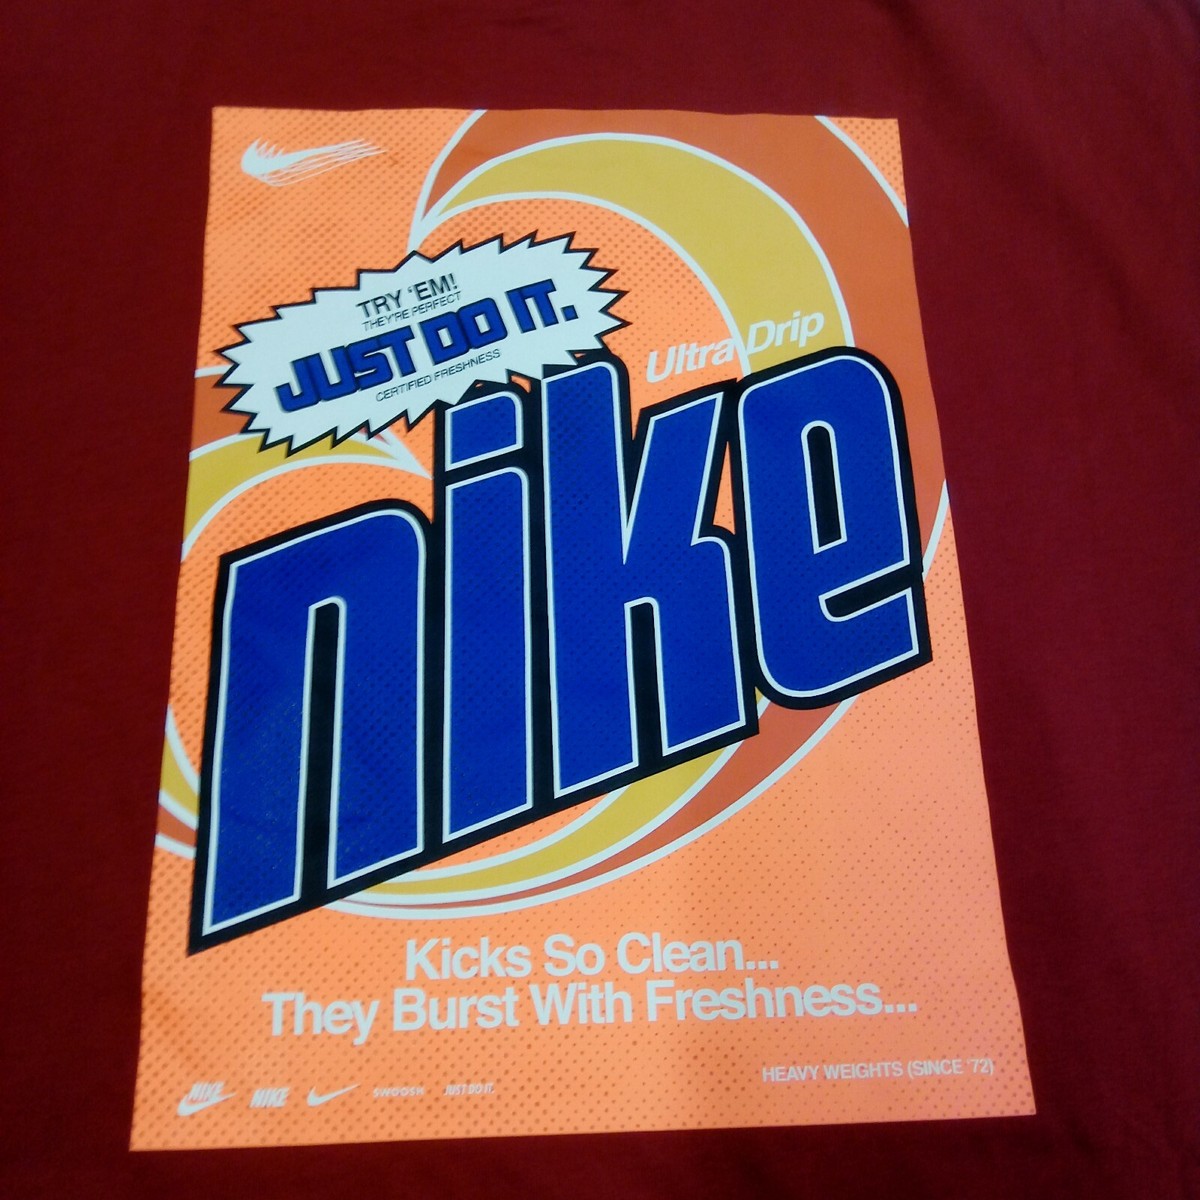 TRY 'EM!
THEY'RE PERFECT
JUST DO IT.
CERTIFIED FRESHNESS
Ultra Drip
nike
Kicks So Clean...
They Burst With Freshness...
HEAVY WEIGHTS (SINCE '72)
NIKE NIKE SWOOSH JUST DO IT.